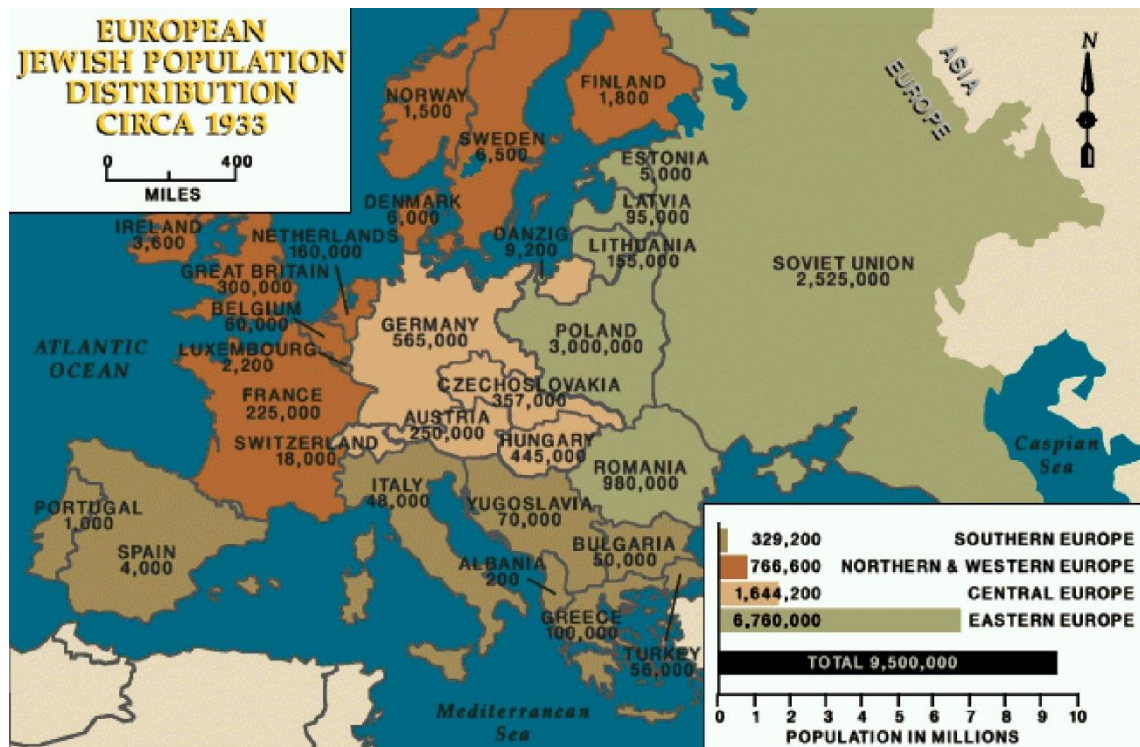 EUROPEAN
JEWISH POPULATION
DISTRIBUTION
CIRCA 1933
0 400
MILES
N
ASIA
EUROPE
NORWAY
1,500
SWEDEN
6,500
FINLAND
1,800
ESTONIA
5,000
LATVIA
95,000
LITHUANIA
155,000
DENMARK
6,000
DANZIG
9,200
IRELAND
3,600
NETHERLANDS
160,000
GREAT BRITAIN
300,000
BELGIUM
60,000
LUXEMBOURG
2,200
GERMANY
565,000
POLAND
3,000,000
SOVIET UNION
2,525,000
ATLANTIC
OCEAN
FRANCE
225,000
CZECHOSLOVAKIA
357,000
AUSTRIA
250,000
SWITZERLAND
18,000
HUNGARY
445,000
ROMANIA
980,000
Caspian
Sea
ITALY
48,000
YUGOSLAVIA
70,000
PORTUGAL
1,000
SPAIN
4,000
BULGARIA
50,000
ALBANIA
200
GREECE
100,000
TURKEY
56,000
Mediterranean
Sea
329,200 SOUTHERN EUROPE
766,600 NORTHERN & WESTERN EUROPE
1,644,200 CENTRAL EUROPE
6,760,000 EASTERN EUROPE
TOTAL 9,500,000
0 1 2 3 4 5 6 7 8 9 10
POPULATION IN MILLIONS